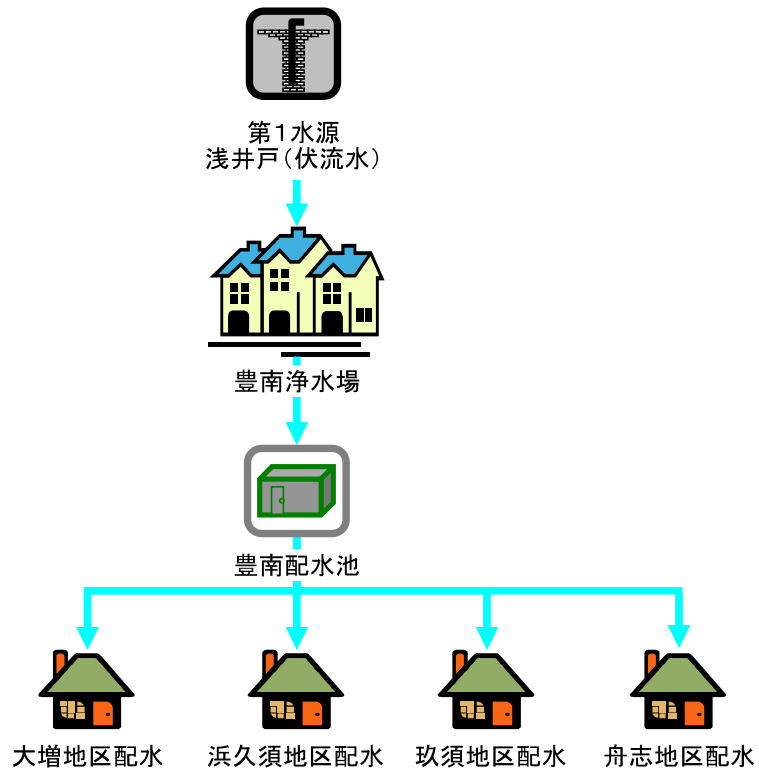 第１水源
浅井戸（伏流水）
豊南浄水場
豊南配水池
大増地区配水
浜久須地区配水
玖須地区配水
舟志地区配水